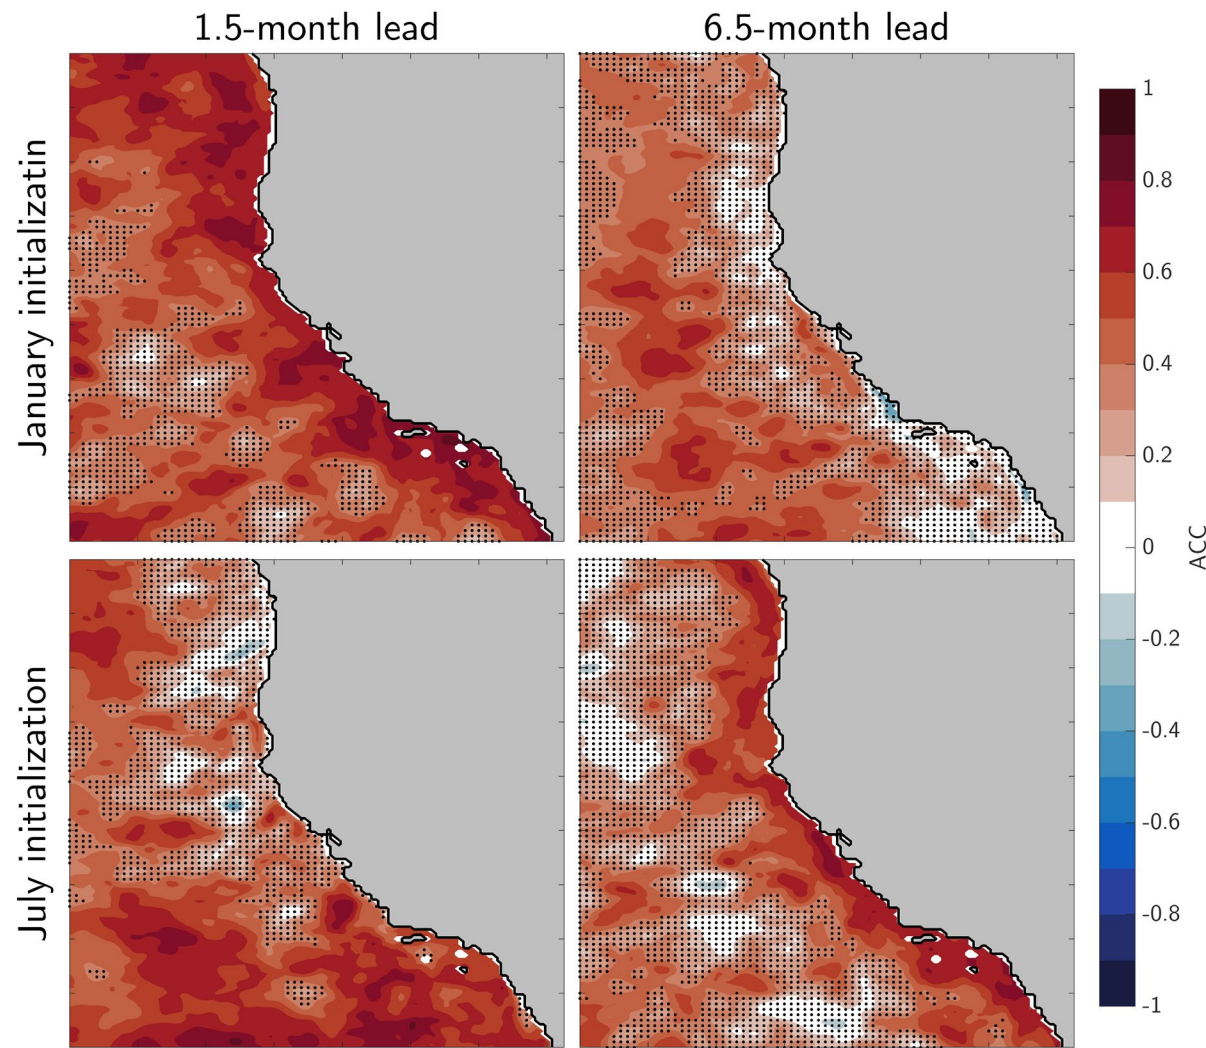 1.5-month lead
6.5-month lead
January initializatin
July initialization
1
0.8
0.6
0.4
0.2
0
-0.2
-0.4
-0.6
-0.8
-1
ACC